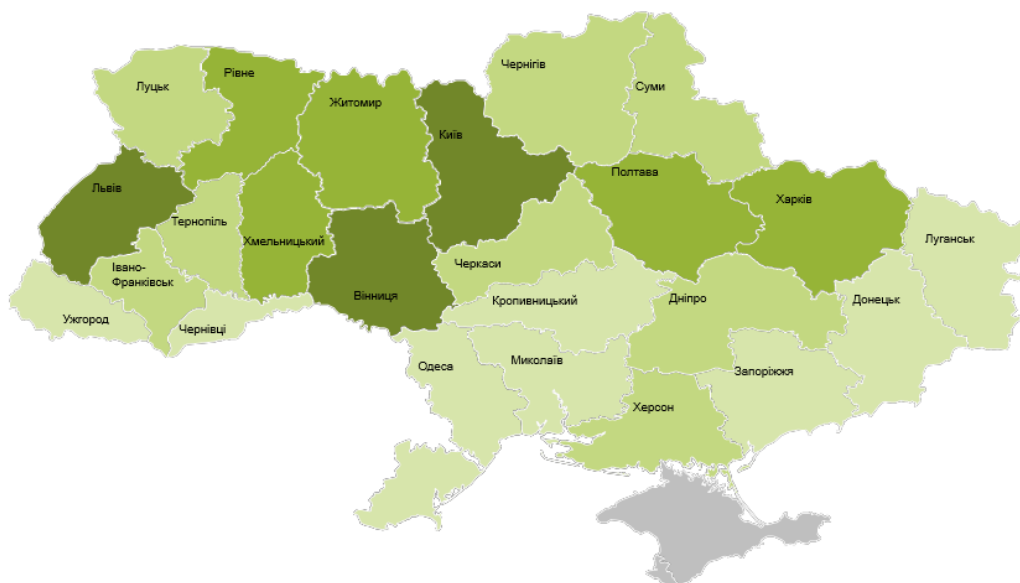 Чернігів
Суми
Луцьк
Рівне
Житомир
Київ
Львів
Полтава
Харків
Тернопіль
Хмельницький
Луганськ
Івано-
Франківськ
Черкаси
Вінниця
Кропивницький
Дніпро
Донецьк
Ужгород
Чернівці
Одеса
Миколаїв
Запоріжжя
Херсон